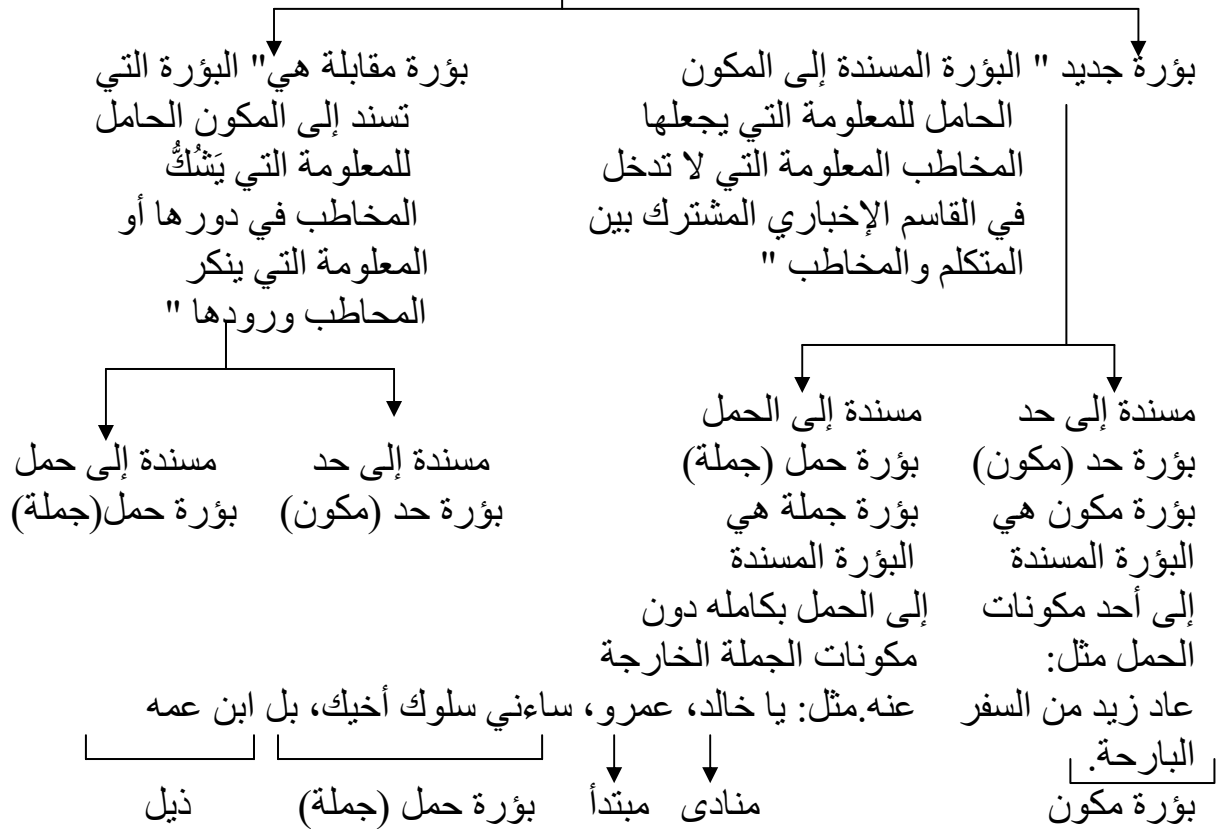 بؤرة جديد " البؤرة المسندة إلى المكون
الحامل للمعلومة التي يجعلها
المخاطب المعلومة التي لا تدخل
في القاسم الإخباري المشترك بين
المتكلم والمخاطب "
بؤرة مقابلة هي" البؤرة التي
تسند إلى المكون الحامل
للمعلومة التي يَشُكُّ
المخاطب في دورها أو
المعلومة التي ينكر
المحاطب ورودها "
مسندة إلى حد
بؤرة حد (مكون)
بؤرة مكون هي
البؤرة المسندة
إلى أحد مكونات
الحمل مثل:
عاد زيد من السفر
البارحة.
بؤرة مكون
مسندة إلى الحمل
بؤرة حمل (جملة)
بؤرة جملة هي
البؤرة المسندة
إلى الحمل بكامله دون
مكونات الجملة الخارجة
عنه.مثل: يا خالد، عمرو، ساءني سلوك أخيك، بل ابن عمه
منادى مبتدأ بؤرة حمل (جملة) ذيل
مسندة إلى حد
بؤرة حد (مكون)
مسندة إلى حمل
بؤرة حمل(جملة)